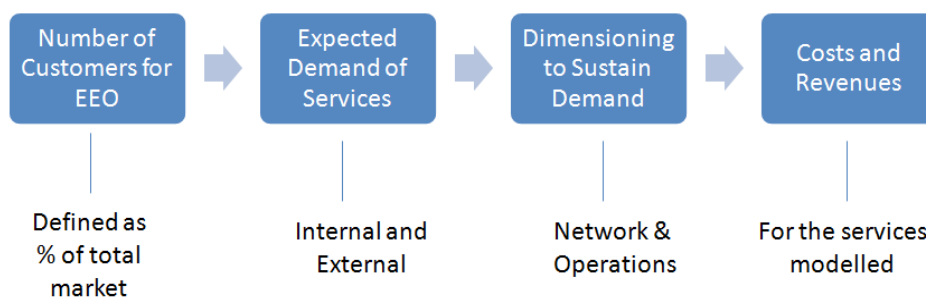 Number of
Customers for
EEO
Expected
Demand of
Services
Dimensioning
to Sustain
Demand
Costs and
Revenues
Defined as
% of total
market
Internal and
External
Network &
Operations
For the services
modelled